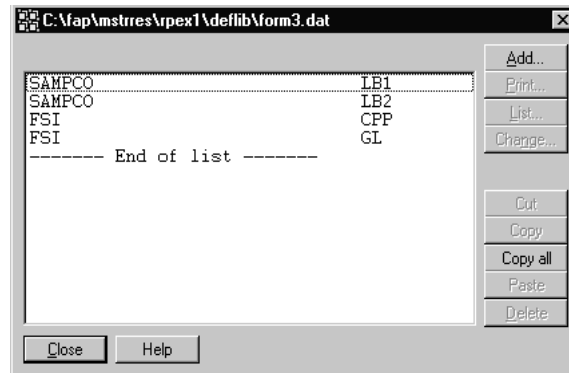 C:\fap\mstrres\rpex1\deflib\form3.dat
Add...
SAMPCO LB1
Print...
SAMPCO LB2
List...
FSI CPP
FSI GL
Change...
------- End of list -------
Cut
Copy
Copy all
Paste
Delete
Close Help